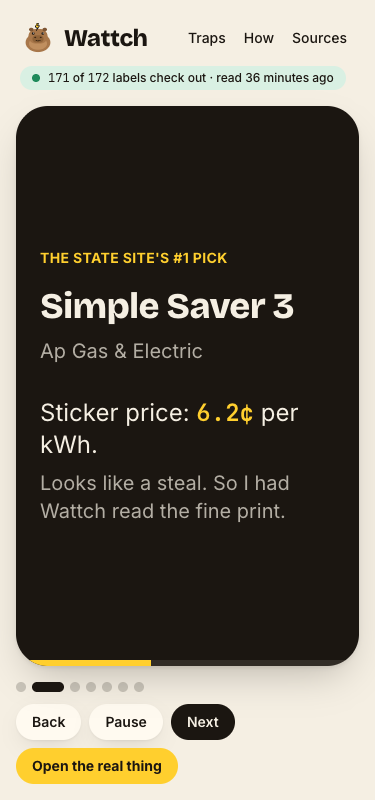 Wattch
Traps How Sources
171 of 172 labels check out · read 36 minutes ago
THE STATE SITE'S #1 PICK
Simple Saver 3
Ap Gas & Electric
Sticker price: 6.2¢ per
kWh.
Looks like a steal. So I had
Wattch read the fine print.
Back Pause Next
Open the real thing